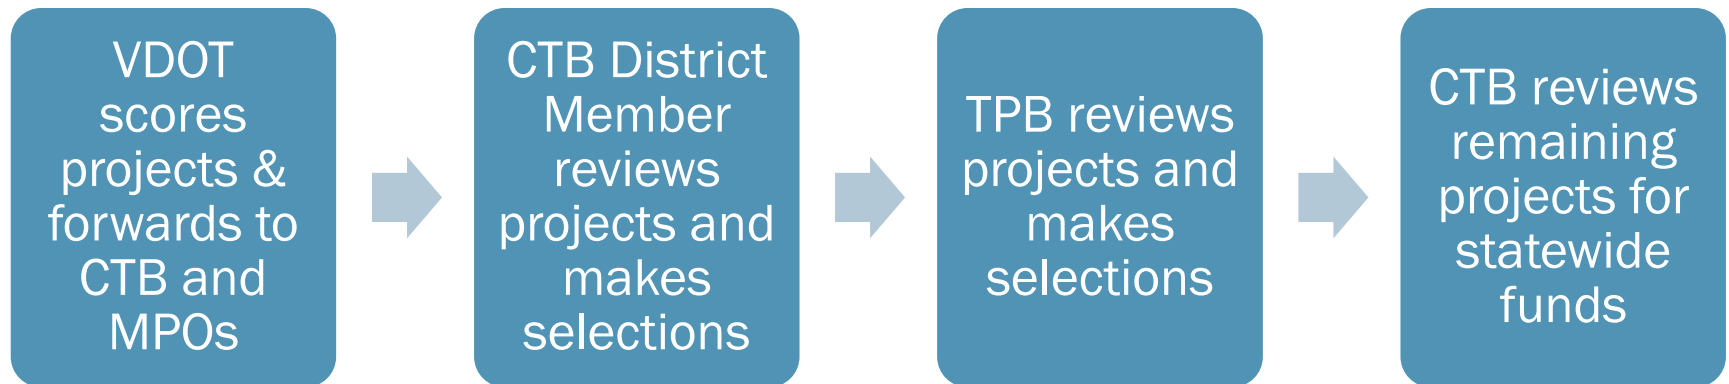 VDOT
scores
projects &
forwards to
CTB and
MPOs
CTB District
Member
reviews
projects and
makes
selections
TPB reviews
projects and
makes
selections
CTB reviews
remaining
projects for
statewide
funds